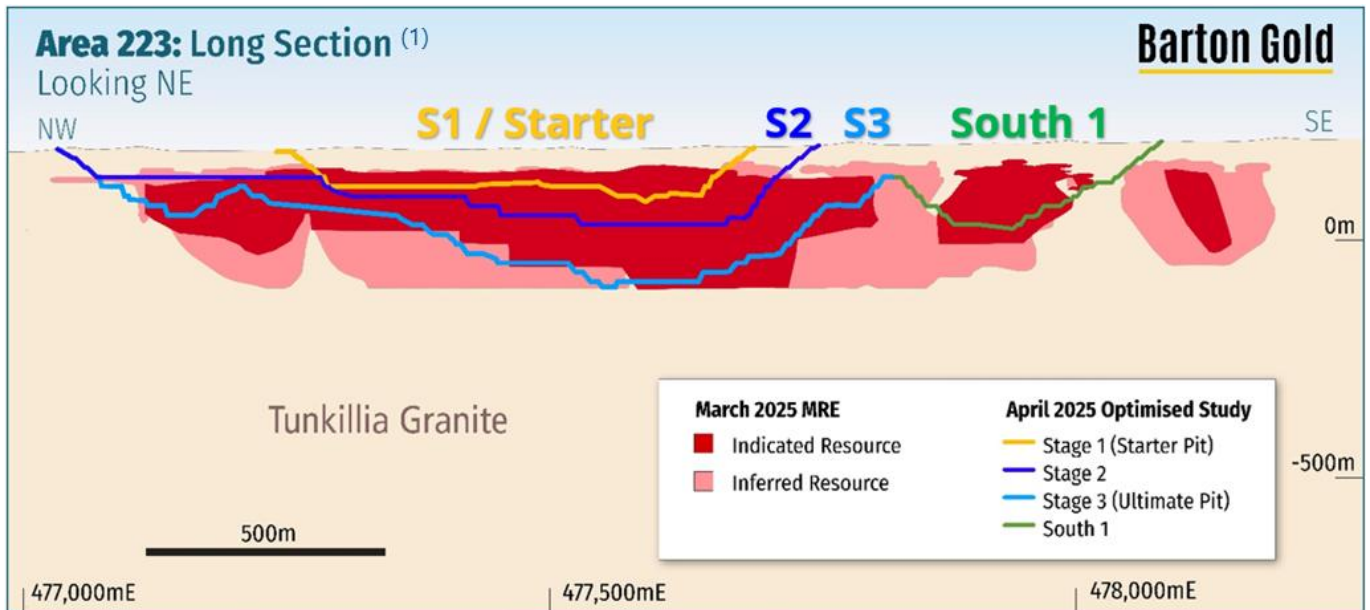 Area 223: Long Section (1)
Barton Gold
Looking NE
NW
S1 / Starter
S2
S3
South 1
SE
0m
Tunkillia Granite
March 2025 MRE
Indicated Resource
Inferred Resource
April 2025 Optimised Study
Stage 1 (Starter Pit)
Stage 2
Stage 3 (Ultimate Pit)
South 1
-500m
500m
477,000mE
477,500mE
478,000mE